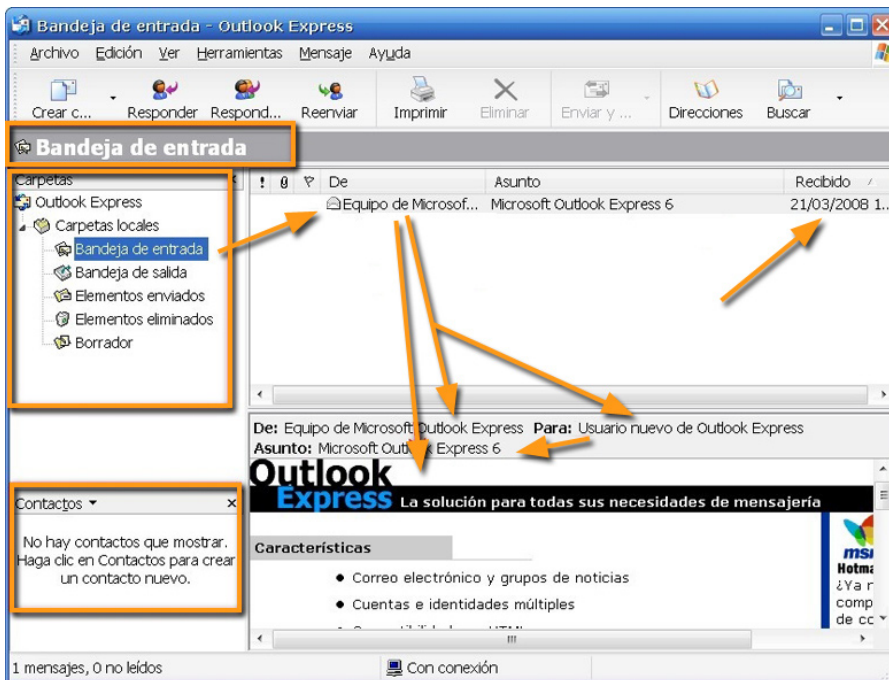 Bandeja de entrada - Outlook Express
Archivo Edición Ver Herramientas Mensaje Ayuda
Crear c... Responder Respond... Reenviar Imprimir Eliminar Enviar y ... Direcciones Buscar
Bandeja de entrada
Carpetas x
Outlook Express
Carpetas locales
Bandeja de entrada
Bandeja de salida
Elementos enviados
Elementos eliminados
Borrador
! De Asunto Recibido
Equipo de Microsof... Microsoft Outlook Express 6 21/03/2008 1...
De: Equipo de Microsoft Outlook Express Para: Usuario nuevo de Outlook Express
Asunto: Microsoft Outlook Express 6
Outlook
Express La solución para todas sus necesidades de mensajería
Características
Correo electrónico y grupos de noticias
Cuentas e identidades múltiples
msn
Hotma
¿Ya
comp
de cc
Contactos x
No hay contactos que mostrar.
Haga clic en Contactos para crear
un contacto nuevo.
1 mensajes, 0 no leídos Con conexión